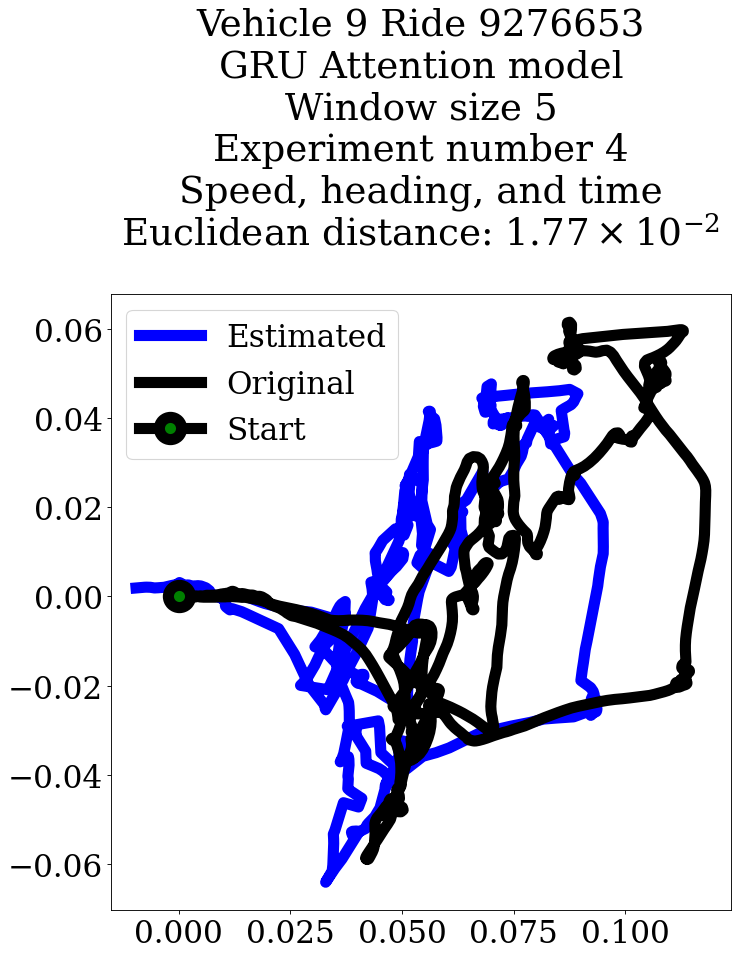 Vehicle 9 Ride 9276653
GRU Attention model
Window size 5
Experiment number 4
Speed, heading, and time
Euclidean distance: 1.77 × 10⁻²
Estimated
Original
Start
0.06
0.04
0.02
0.00
−0.02
−0.04
−0.06
0.000 0.025 0.050 0.075 0.100